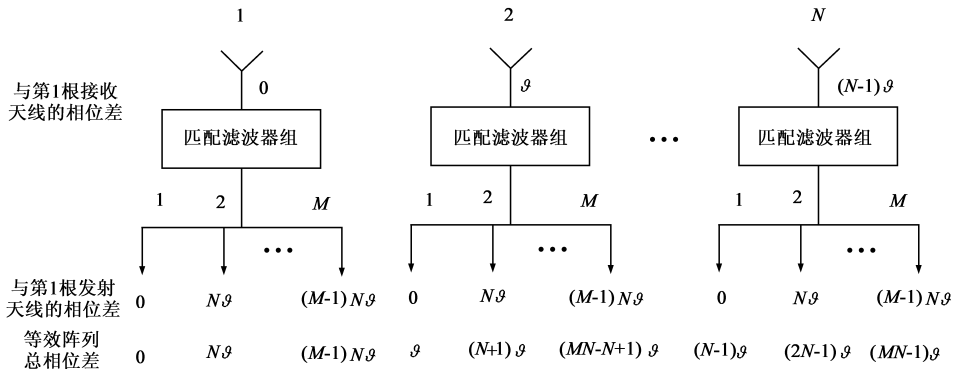 1 2 N
与第1根接收
天线的相位差
0 ϑ (N-1)ϑ
匹配滤波器组 匹配滤波器组 ··· 匹配滤波器组
1 2 M 1 2 M 1 2 M
··· ··· ···
与第1根发射
天线的相位差
0 Nϑ (M-1)Nϑ 0 Nϑ (M-1)Nϑ 0 Nϑ (M-1)Nϑ
等效阵列
总相位差
0 Nϑ (M-1)Nϑ ϑ (N+1)ϑ (MN-N+1)ϑ (N-1)ϑ (2N-1)ϑ (MN-1)ϑ